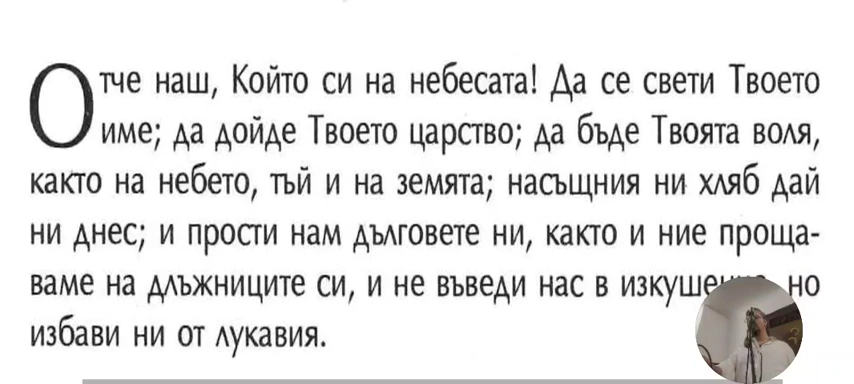 Отче наш, Който си на небесата! Да се свети Твоето
име; да дойде Твоето царство; да бъде Твоята воля,
както на небето, тъй и на земята; насъщния ни хляб дай
ни днес; и прости нам дълговете ни, както и ние проща-
ваме на длъжниците си, и не въведи нас в но
избави ни от лукавия.